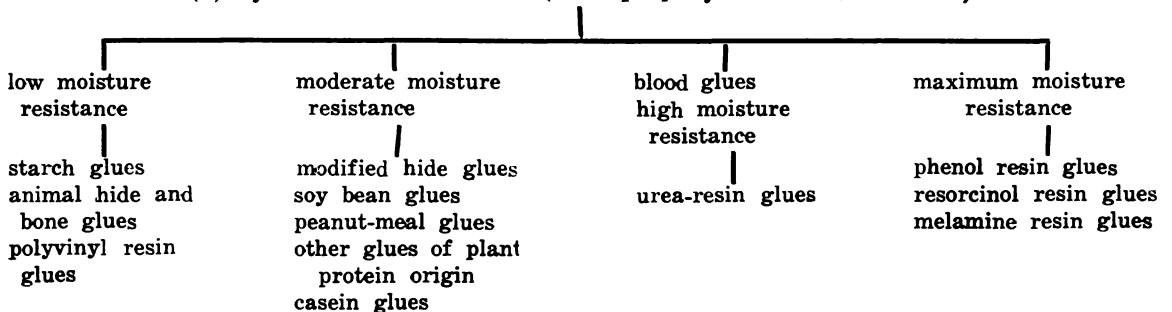 low moisture
resistance
starch glues
animal hide and
bone glues
polyvinyl resin
glues
moderate moisture
resistance
modified hide glues
soy bean glues
peanut-meal glues
other glues of plant
protein origin
casein glues
blood glues
high moisture
resistance
urea-resin glues
maximum moisture
resistance
phenol resin glues
resorcinol resin glues
melamine resin glues